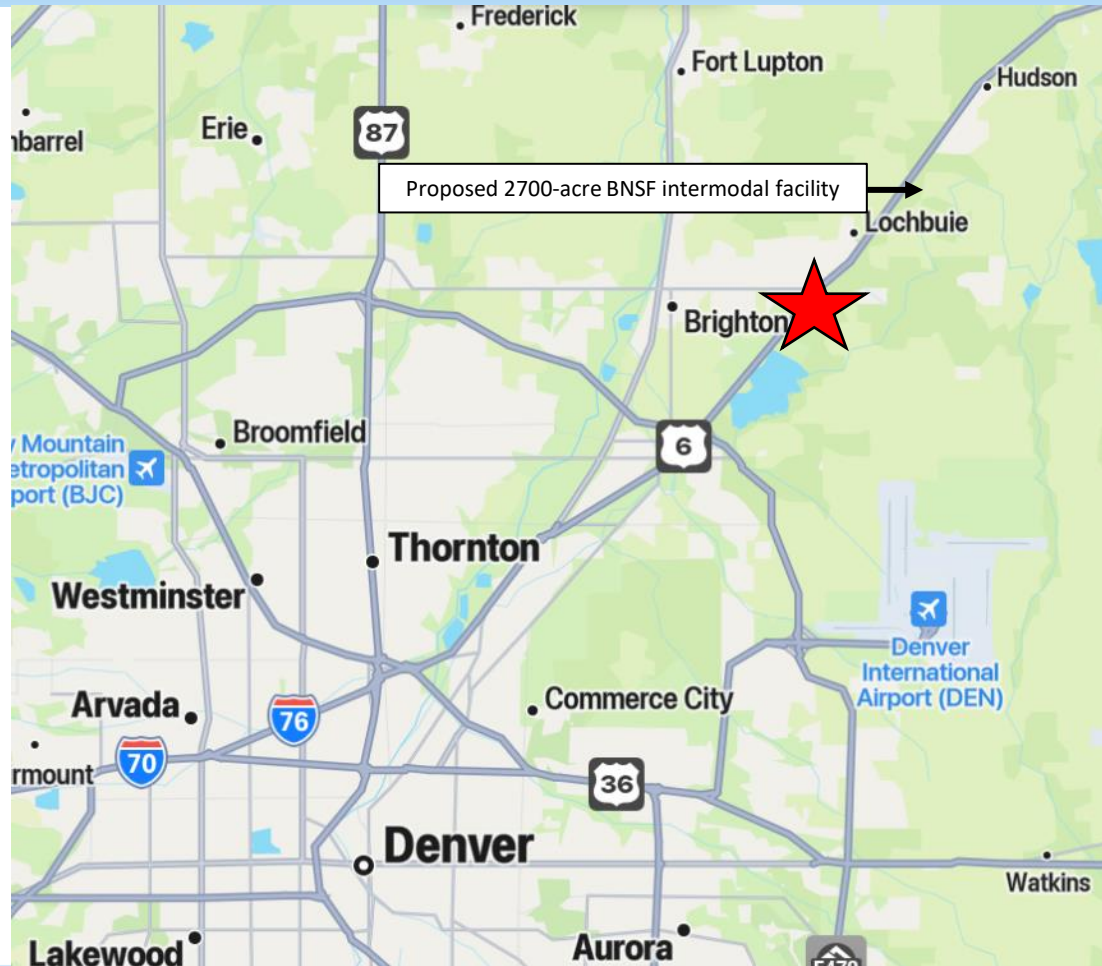 Frederick
Fort Lupton
Hudson
nbarrel
Erie
87
Proposed 2700-acre BNSF intermodal facility
Lochbuie
Brighton
6
Broomfield
y Mountain
etropolitan
port (BJC)
Thornton
Westminster
Denver
International
Airport (DEN)
Commerce City
Arvada
76
70
rmount
36
Denver
Watkins
Lakewood
Aurora
E470